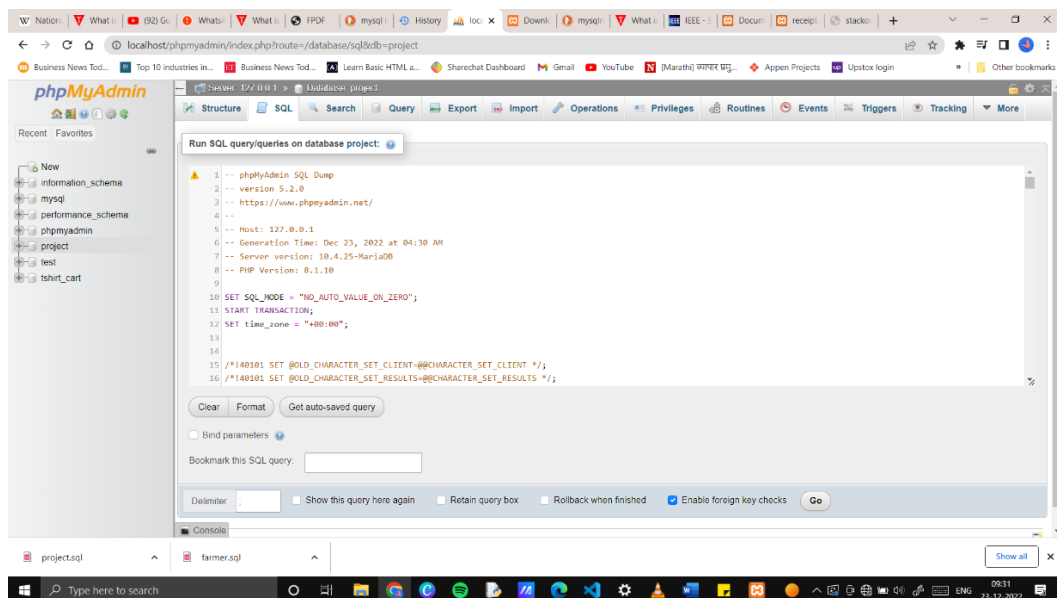 Nation
What is
(92) Gu
WhatsA
What is
FPDF
mysql i
History
loca
Downlo
mysqln
What is
IEEE - S
Docum
receipt
stackov
localhost/phpmyadmin/index.php?route=/database/sql&db=project
Business News Tod...
Top 10 industries in...
Business News Tod...
Learn Basic HTML a...
Sharechat Dashboard
Gmail
YouTube
Appen Projects
Upstox login
»
Other bookmarks
phpMyAdmin
Recent Favorites
New
information_schema
mysql
performance_schema
phpmyadmin
project
test
tshirt_cart
Server: 127.0.0.1 » Database: project
Structure SQL Search Query Export Import Operations Privileges Routines Events Triggers Tracking More
Run SQL query/queries on database project:
1 -- phpMyAdmin SQL Dump
2 -- version 5.2.0
3 -- https://www.phpmyadmin.net/
4 --
5 -- Host: 127.0.0.1
6 -- Generation Time: Dec 23, 2022 at 04:30 AM
7 -- Server version: 10.4.25-MariaDB
8 -- PHP Version: 8.1.10
9
10 SET SQL_MODE = "NO_AUTO_VALUE_ON_ZERO";
11 START TRANSACTION;
12 SET time_zone = "+00:00";
13
14
15 /*!40101 SET @OLD_CHARACTER_SET_CLIENT=@@CHARACTER_SET_CLIENT */;
16 /*!40101 SET @OLD_CHARACTER_SET_RESULTS=@@CHARACTER_SET_RESULTS */;
Clear Format Get auto-saved query
Bind parameters
Bookmark this SQL query:
Delimiter ; Show this query here again Retain query box Rollback when finished Enable foreign key checks Go
Console
project.sql
farmer.sql
Show all
Type here to search
ENG
09:31
23-12-2022